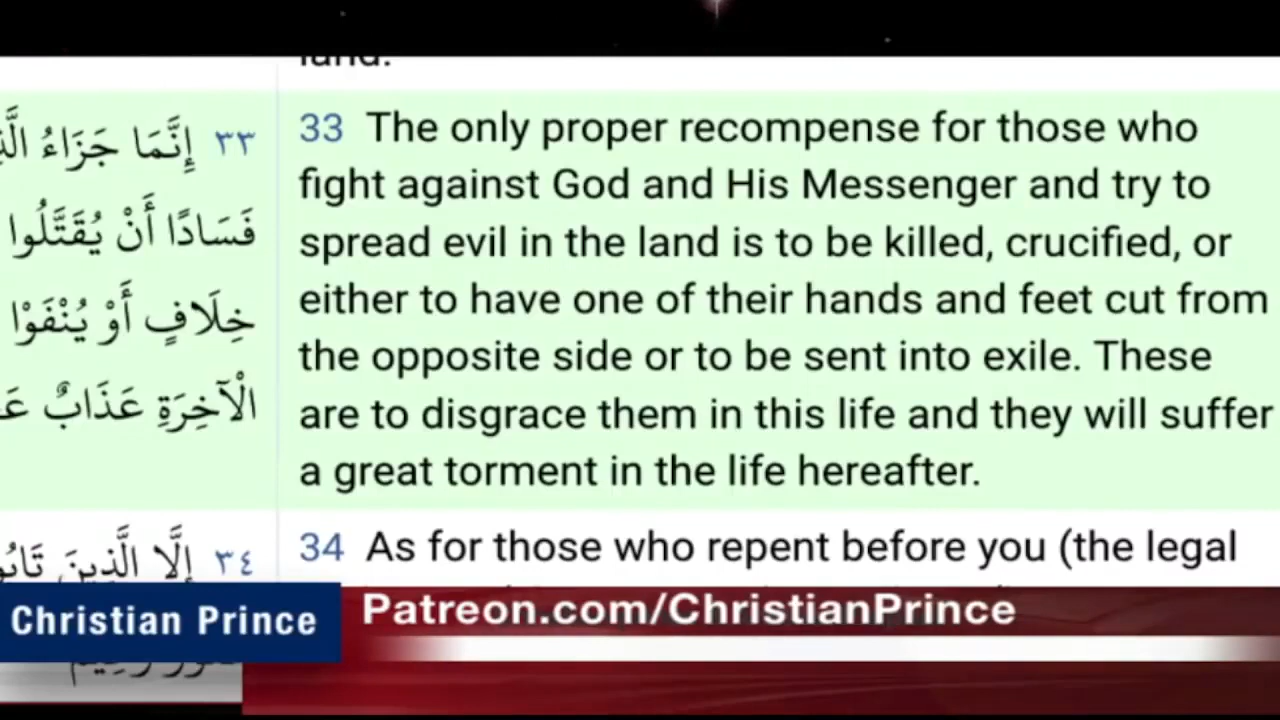 land.
33 The only proper recompense for those who
fight against God and His Messenger and try to
spread evil in the land is to be killed, crucified, or
either to have one of their hands and feet cut from
the opposite side or to be sent into exile. These
are to disgrace them in this life and they will suffer
a great torment in the life hereafter.
٣٣ إِنَّمَا جَزَاءُ
فَسَادًا أَنْ يُقَتَّلُوا
خِلَافٍ أَوْ يُنْفَوْا
الْآخِرَةِ عَذَابٌ
34 As for those who repent before you (the legal
٣٤ إِلَّا الَّذِينَ
Christian Prince
Patreon.com/ChristianPrince